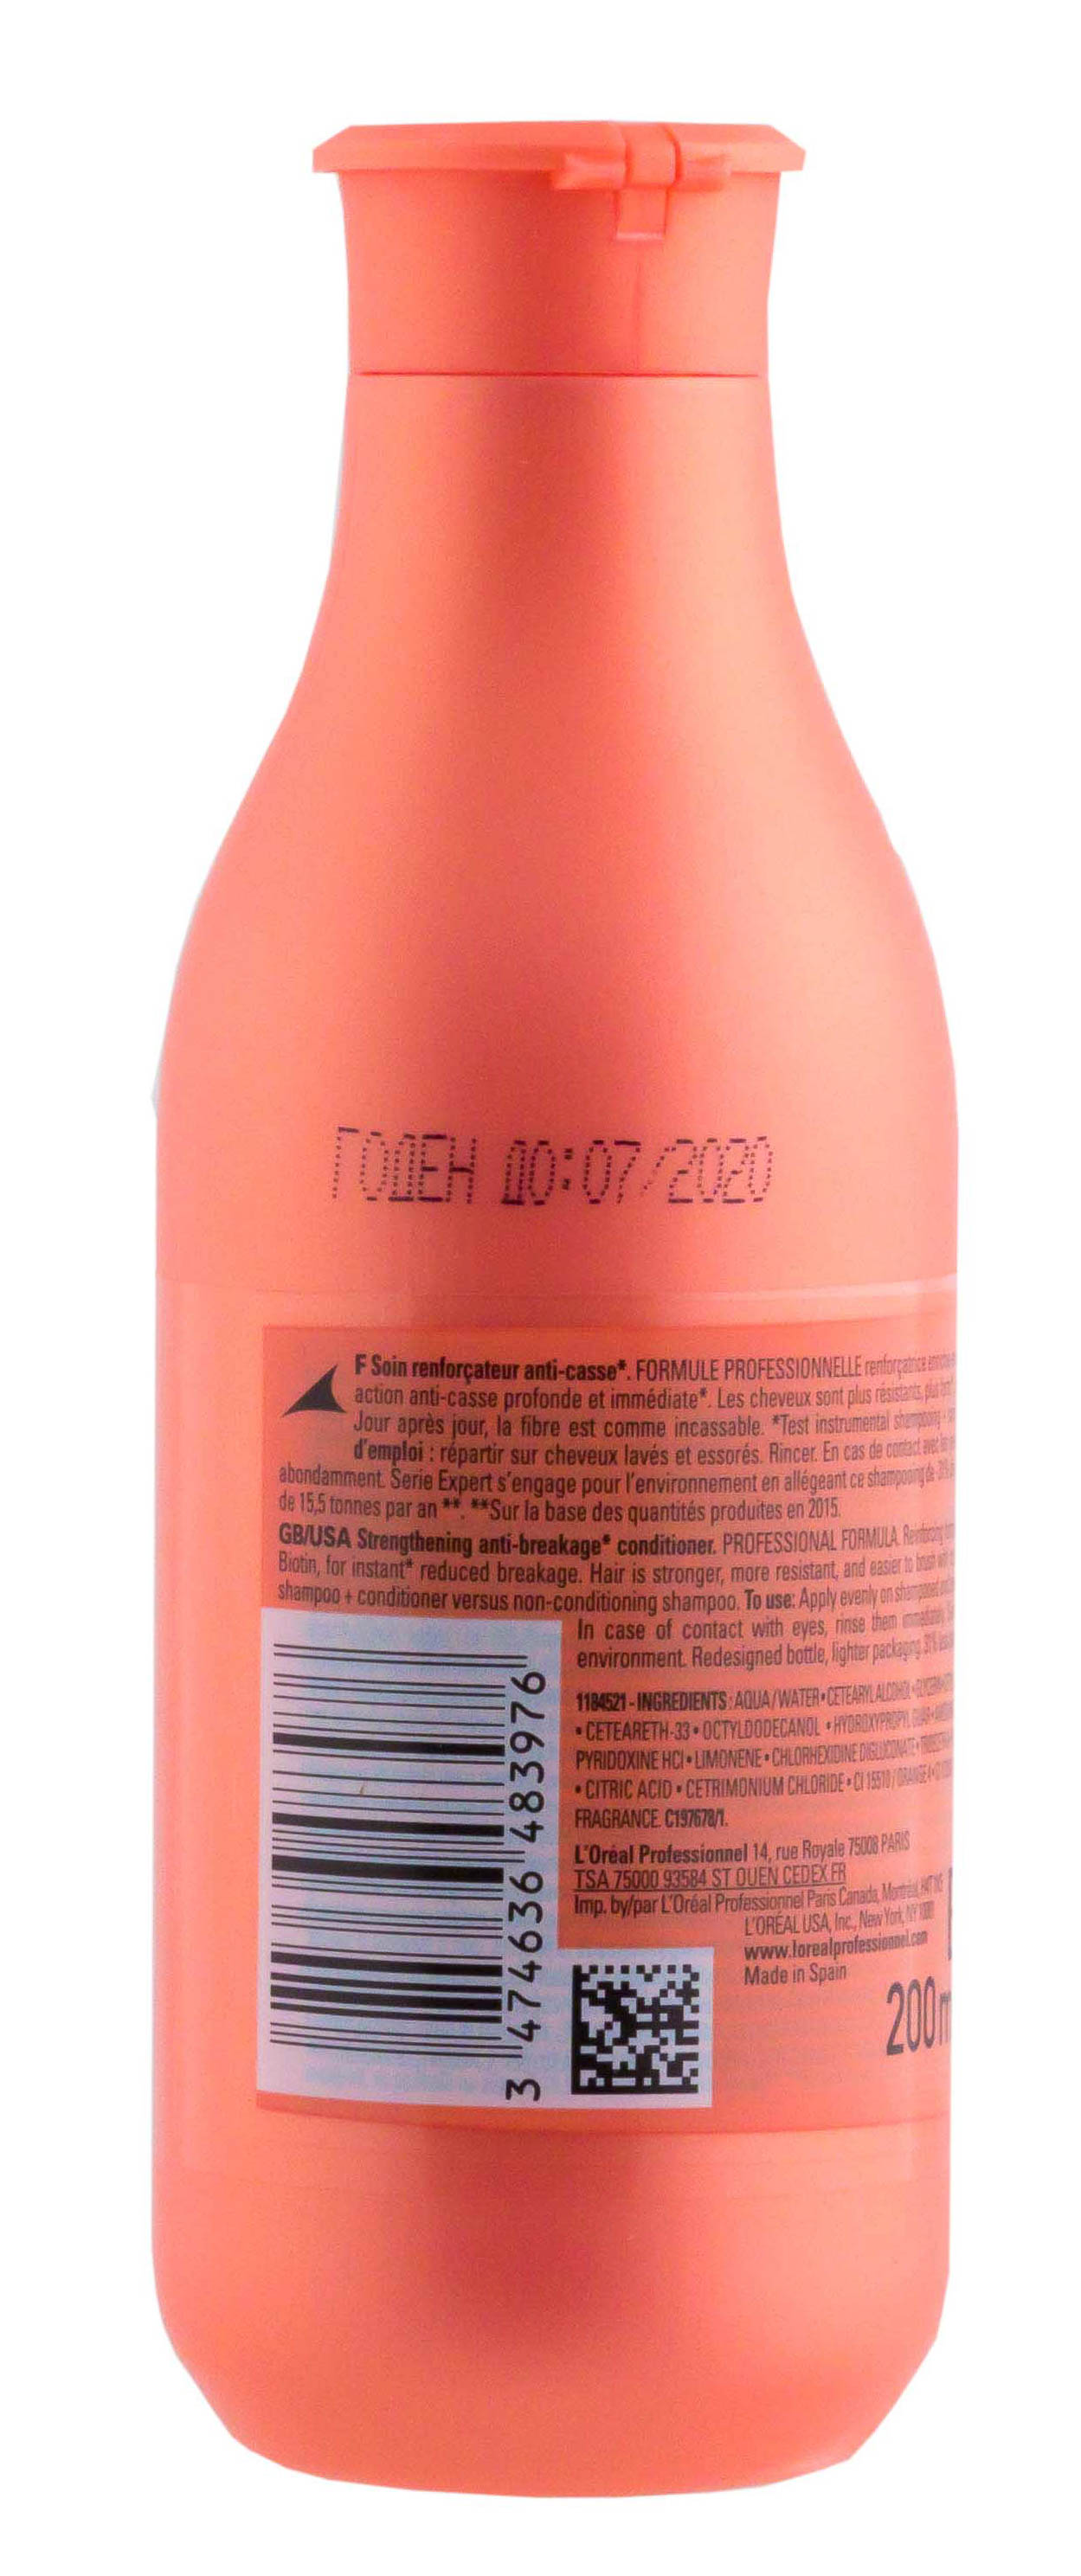 ГОДЕН ДО:07/2020
F Soin renforçateur anti-casse*. FORMULE PROFESSIONNELLE renforçatrice
action anti-casse profonde et immédiate*. Les cheveux sont plus résistants, plus
Jour après jour, la fibre est comme incassable. *Test instrumental shampooing +
d'emploi : répartir sur cheveux lavés et essorés. Rincer. En cas de contact avec les
abondamment. Serie Expert s'engage pour l'environnement en allégeant ce shampooing de
de 15,5 tonnes par an **. **Sur la base des quantités produites en 2015.
GB/USA Strengthening anti-breakage* conditioner. PROFESSIONAL FORMULA. Reinforcing
Biotin, for instant* reduced breakage. Hair is stronger, more resistant, and easier to brush with
shampoo + conditioner versus non-conditioning shampoo. To use: Apply evenly on shampooed
In case of contact with eyes, rinse them immediately.
environment. Redesigned bottle, lighter packaging, 31%
1184521 - INGREDIENTS : AQUA / WATER • CETEARYL ALCOHOL • GLYCERIN
• CETEARETH-33 • OCTYLDODECANOL • HYDROXYPROPYL GUAR
PYRIDOXINE HCI • LIMONENE • CHLORHEXIDINE DIGLUCONATE
• CITRIC ACID • CETRIMONIUM CHLORIDE • CI 15510 / ORANGE 4
FRAGRANCE. C197678/1.
L'Oréal Professionnel 14, rue Royale 75008 PARIS
TSA 75000 93584 ST OUEN CEDEX FR
Imp. by/par L'Oréal Professionnel Paris Canada, Montréal,
L'ORÉAL USA, Inc., New York, NY
www.lorealprofessionnel.com
Made in Spain
200
3 474636 483976